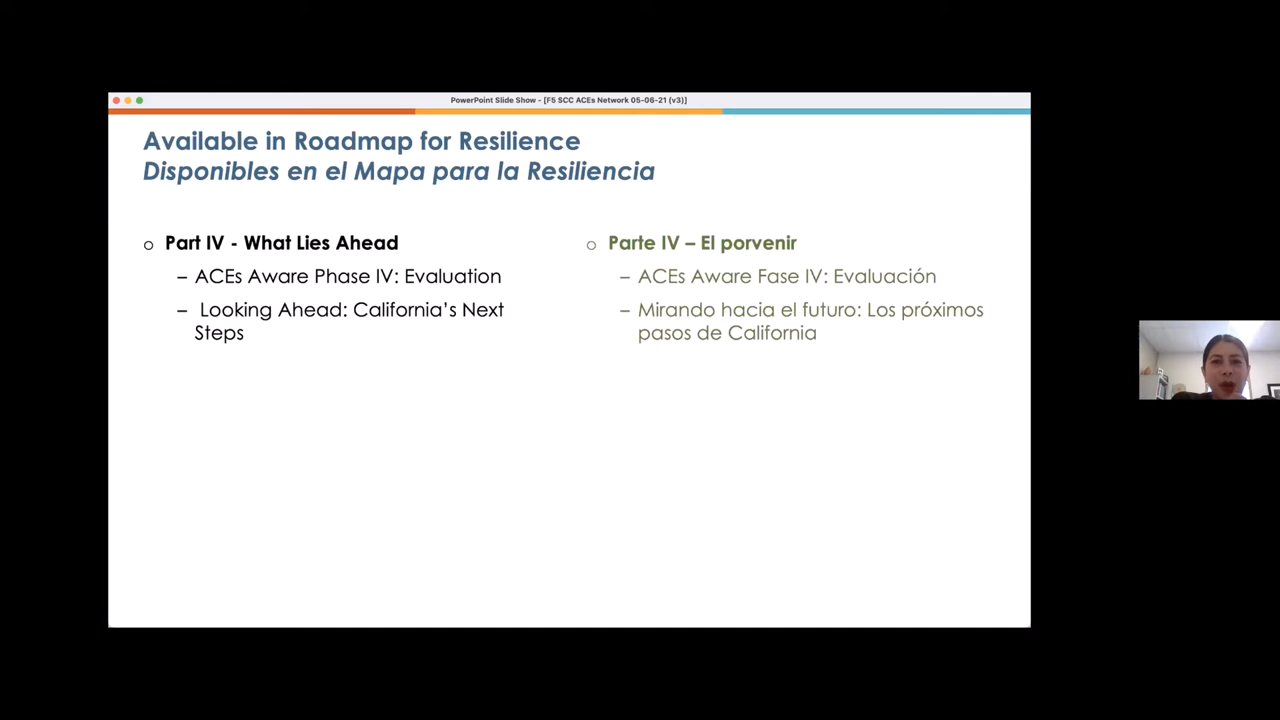 PowerPoint Slide Show - [F5 SCC ACEs Network 05-06-21 (v3)]
Available in Roadmap for Resilience
Disponibles en el Mapa para la Resiliencia
o Part IV - What Lies Ahead
– ACEs Aware Phase IV: Evaluation
– Looking Ahead: California's Next
Steps
o Parte IV – El porvenir
– ACEs Aware Fase IV: Evaluación
– Mirando hacia el futuro: Los próximos
pasos de California